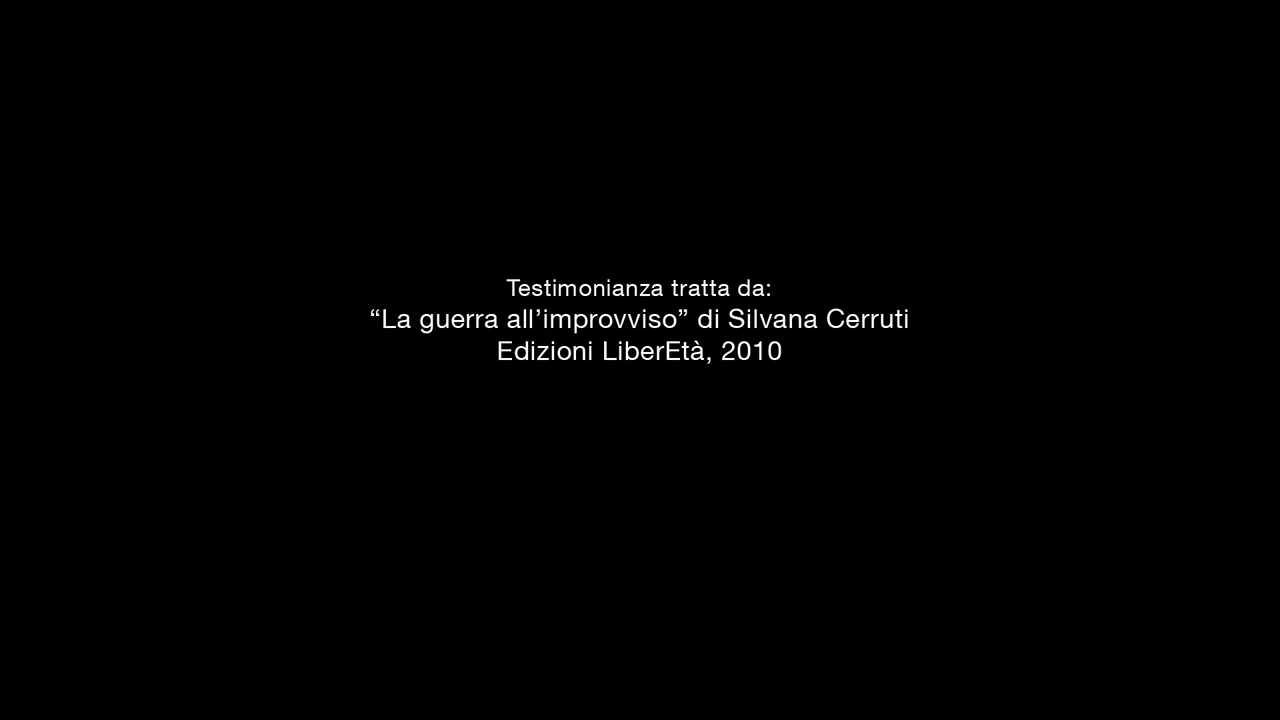 Testimonianza tratta da:
“La guerra all’improvviso” di Silvana Cerruti
Edizioni LiberEtà, 2010